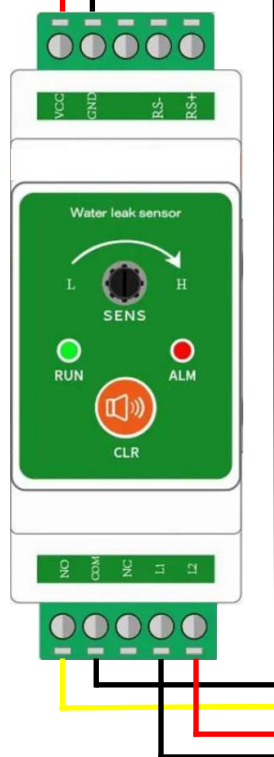 VCC GND RS- RS+
Water leak sensor
L H
SENS
RUN ALM
CLR
NO COM NC L1 L2